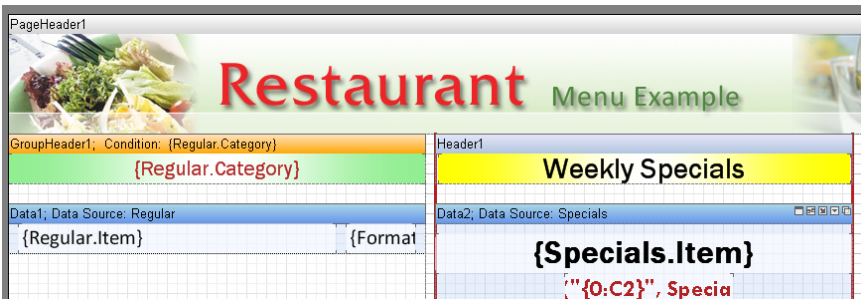 PageHeader1
Restaurant Menu Example
GroupHeader1; Condition: {Regular.Category}
{Regular.Category}
Data1; Data Source: Regular
{Regular.Item} {Format
Header1
Weekly Specials
Data2; Data Source: Specials
{Specials.Item}
("{0:C2}", Specia